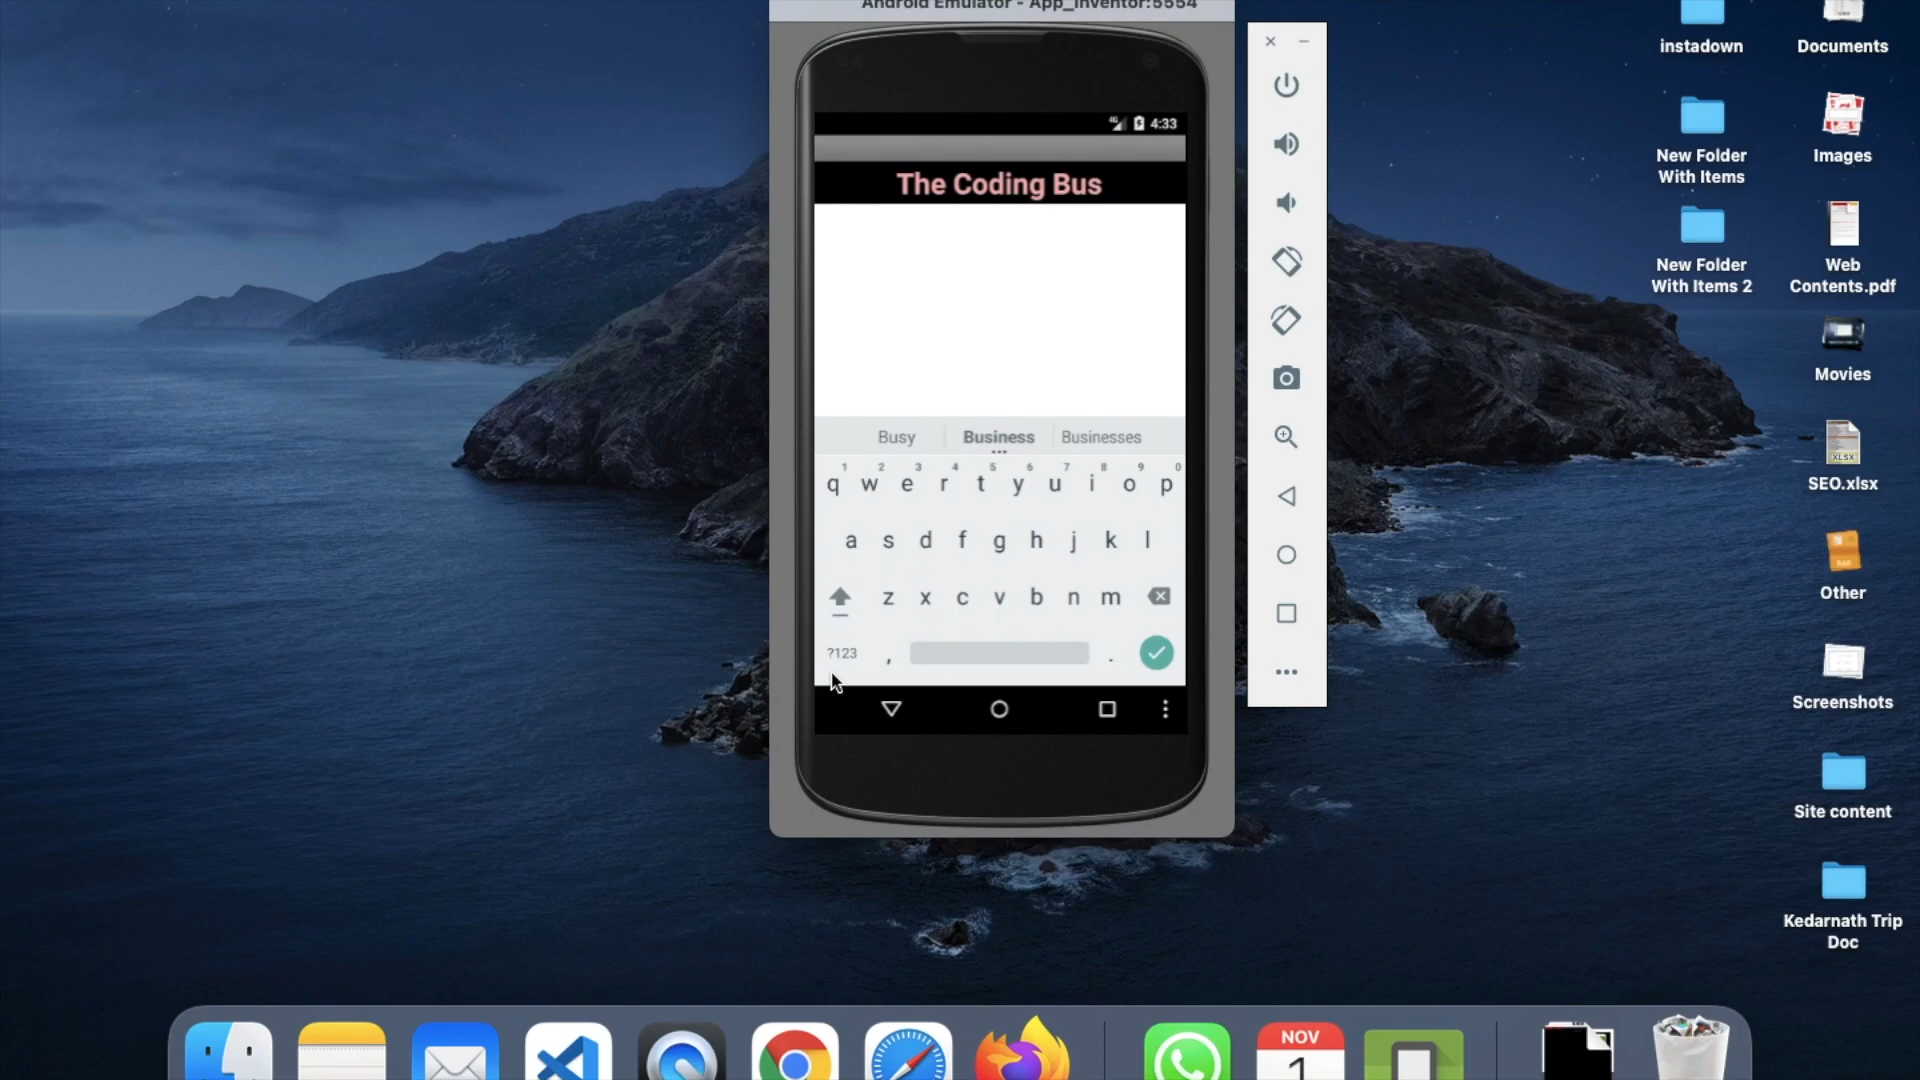 Android Emulator - App_Inventor:5554
4G 4:33
The Coding Bus
Busy Business Businesses
1 2 3 4 5 6 7 8 9 0
q w e r t y u i o p
a s d f g h j k l
z x c v b n m
?123 , .
instadown
Documents
New Folder
With Items
Images
New Folder
With Items 2
Web
Contents.pdf
Movies
XLSX
SEO.xlsx
Other
Screenshots
Site content
Kedarnath Trip
Doc
NOV
1